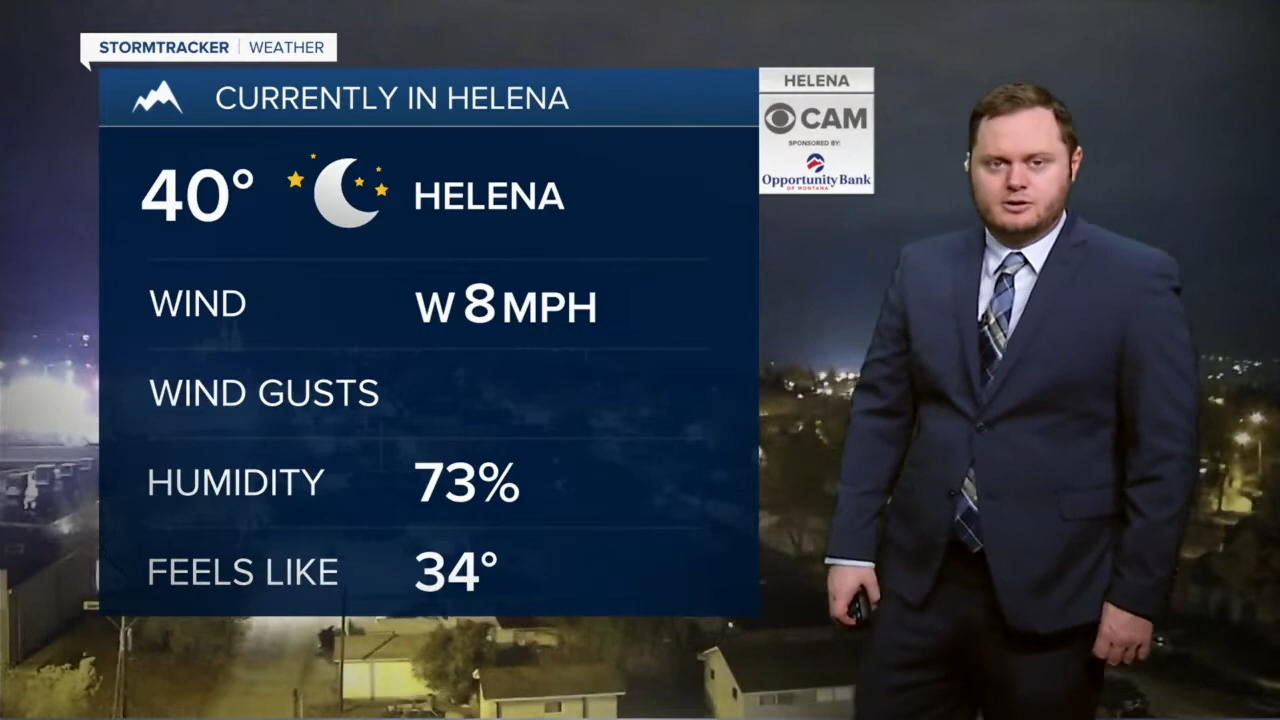 STORMTRACKER | WEATHER
CURRENTLY IN HELENA
40° HELENA
WIND W 8 MPH
WIND GUSTS
HUMIDITY 73%
FEELS LIKE 34°
HELENA
CAM
SPONSORED BY:
Opportunity Bank
OF MONTANA